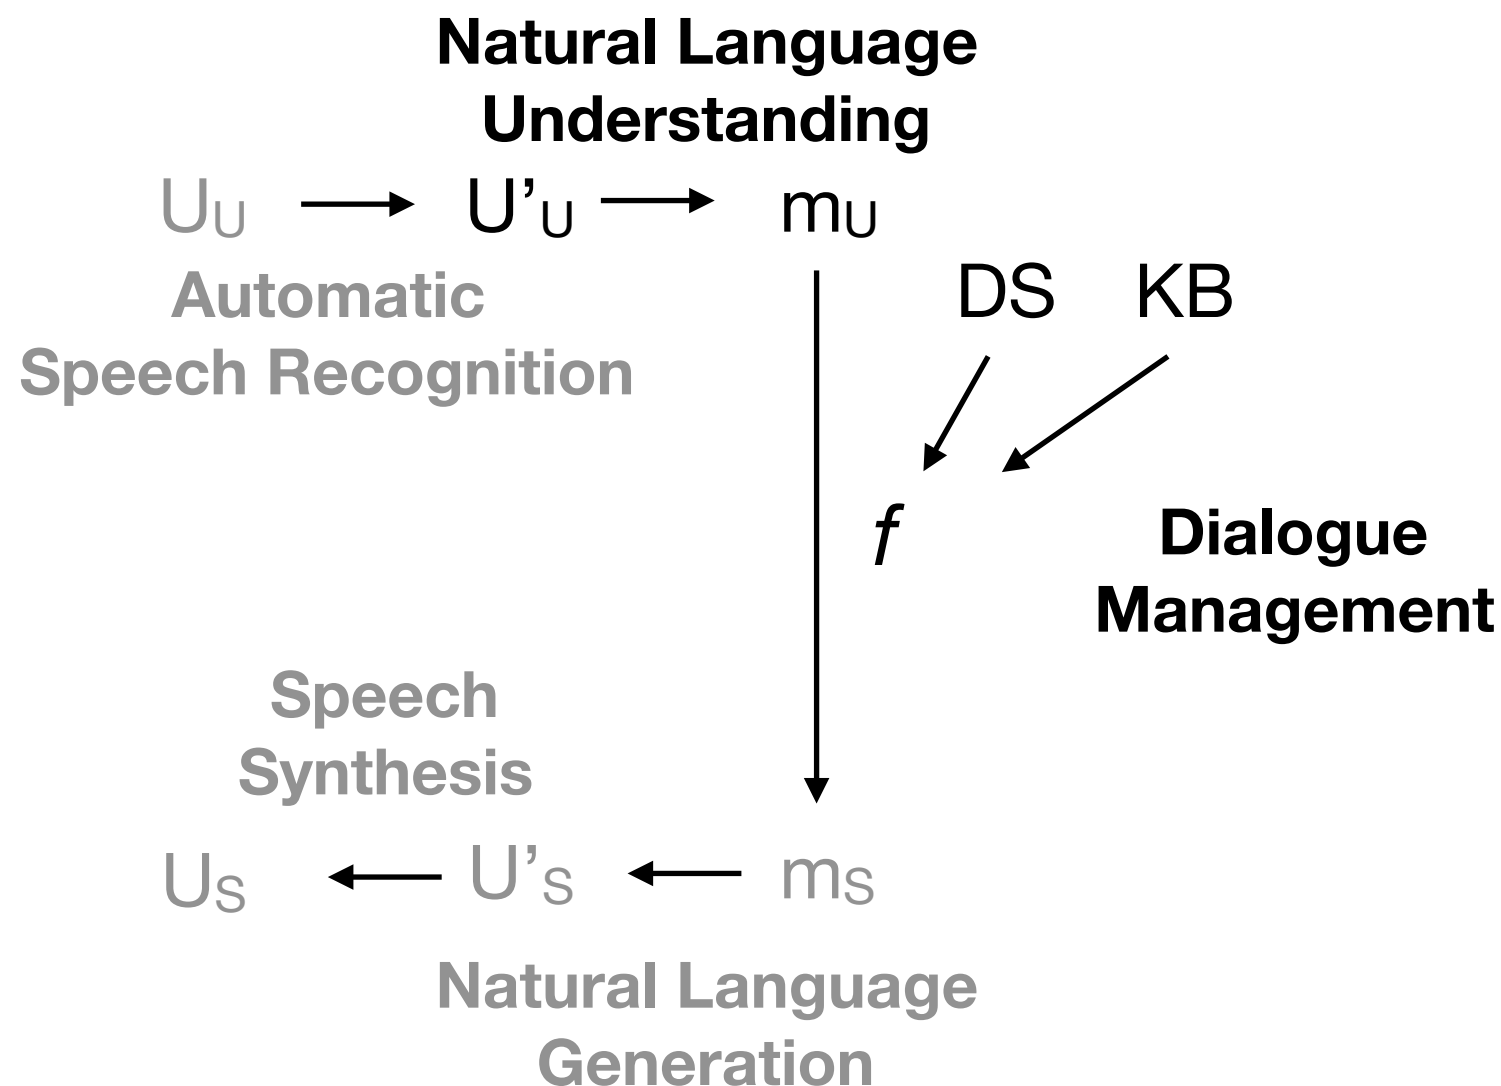 Natural Language
Understanding
UU U’U mU
Automatic
Speech Recognition
DS KB
f
Dialogue
Management
Speech
Synthesis
US U’S mS
Natural Language
Generation